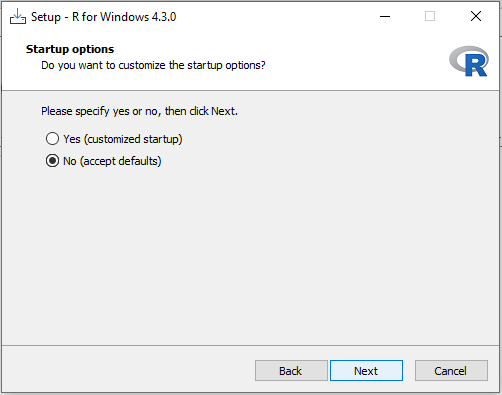 Setup - R for Windows 4.3.0
Startup options
Do you want to customize the startup options?
R
Please specify yes or no, then click Next.
Yes (customized startup)
No (accept defaults)
Back
Next
Cancel